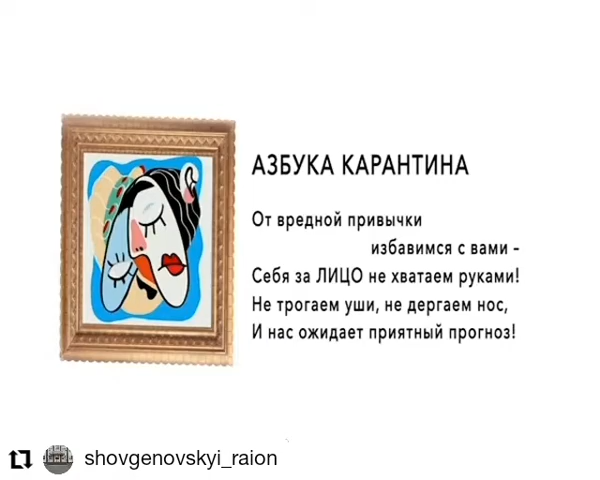 АЗБУКА КАРАНТИНА
От вредной привычки
избавимся с вами -
Себя за ЛИЦО не хватаем руками!
Не трогаем уши, не дергаем нос,
И нас ожидает приятный прогноз!
shovgenovskyi_raion